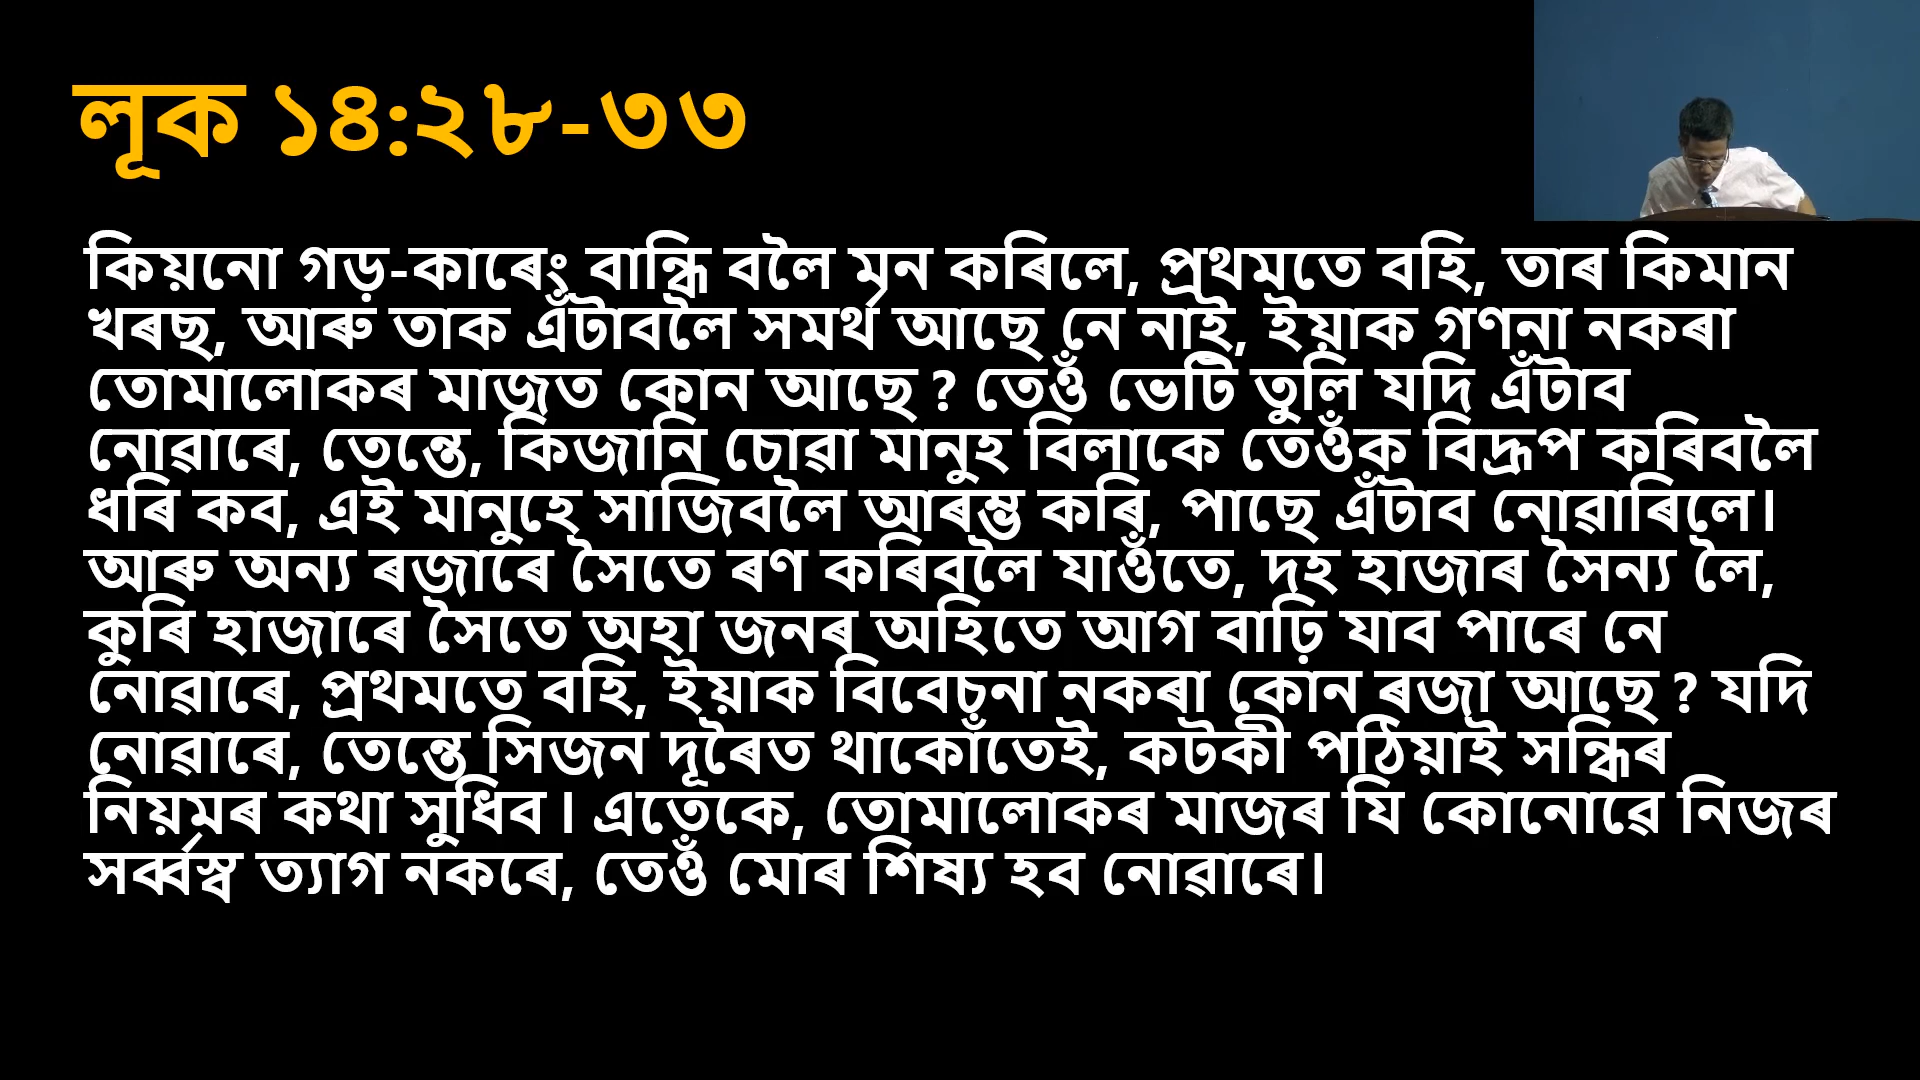 লূক ১৪:২৮-৩৩
কিয়নো গড়-কাৰেং বান্ধি বলৈ মন কৰিলে, প্ৰথমতে বহি, তাৰ কিমান
খৰছ, আৰু তাক এঁটাবলৈ সমৰ্থ আছে নে নাই, ইয়াক গণনা নকৰা
তোমালোকৰ মাজত কোন আছে ? তেওঁ ভেটি তুলি যদি এঁটাব
নোৱাৰে, তেন্তে, কিজানি চোৱা মানুহ বিলাকে তেওঁক বিদ্ৰূপ কৰিবলৈ
ধৰি কব, এই মানুহে সাজিবলৈ আৰম্ভ কৰি, পাছে এঁটাব নোৱাৰিলে।
আৰু অন্য ৰজাৰে সৈতে ৰণ কৰিবলৈ যাওঁতে, দহ হাজাৰ সৈন্য লৈ,
কুৰি হাজাৰে সৈতে অহা জনৰ অহিতে আগ বাঢ়ি যাব পাৰে নে
নোৱাৰে, প্ৰথমতে বহি, ইয়াক বিবেচনা নকৰা কোন ৰজা আছে ? যদি
নোৱাৰে, তেন্তে সিজন দূৰৈত থাকোঁতেই, কটকী পঠিয়াই সন্ধিৰ
নিয়মৰ কথা সুধিব । এতেকে, তোমালোকৰ মাজৰ যি কোনোৱে নিজৰ
সৰ্ব্বস্ব ত্যাগ নকৰে, তেওঁ মোৰ শিষ্য হব নোৱাৰে।